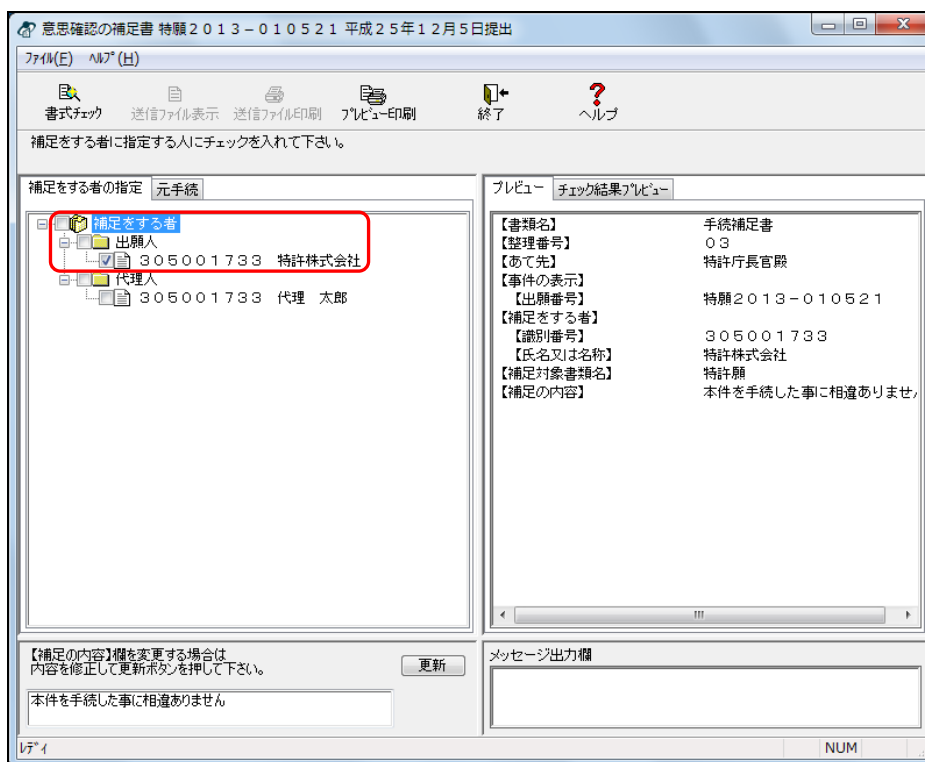 意思確認の補足書 特願２０１３－０１０５２１ 平成２５年１２月５日提出
ﾌｧｲﾙ(F) ﾍﾙﾌﾟ(H)
書式ﾁｪｯｸ 送信ﾌｧｲﾙ表示 送信ﾌｧｲﾙ印刷 ﾌﾟﾚﾋﾞｭｰ印刷 終了 ヘルプ
補足をする者に指定する人にチェックを入れて下さい。
補足をする者の指定 元手続
補足をする者
出願人
３０５００１７３３ 特許株式会社
代理人
３０５００１７３３ 代理 太郎
プレビュー チェック結果ﾌﾟﾚﾋﾞｭｰ
【書類名】 手続補足書
【整理番号】 ０３
【あて先】 特許庁長官殿
【事件の表示】
【出願番号】 特願２０１３－０１０５２１
【補足をする者】
【識別番号】 ３０５００１７３３
【氏名又は名称】 特許株式会社
【補足対象書類名】 特許願
【補足の内容】 本件を手続した事に相違ありませ
【補足の内容】欄を変更する場合は
内容を修正して更新ボタンを押して下さい。
更新
本件を手続した事に相違ありません
メッセージ出力欄
ﾚﾃﾞｨ NUM